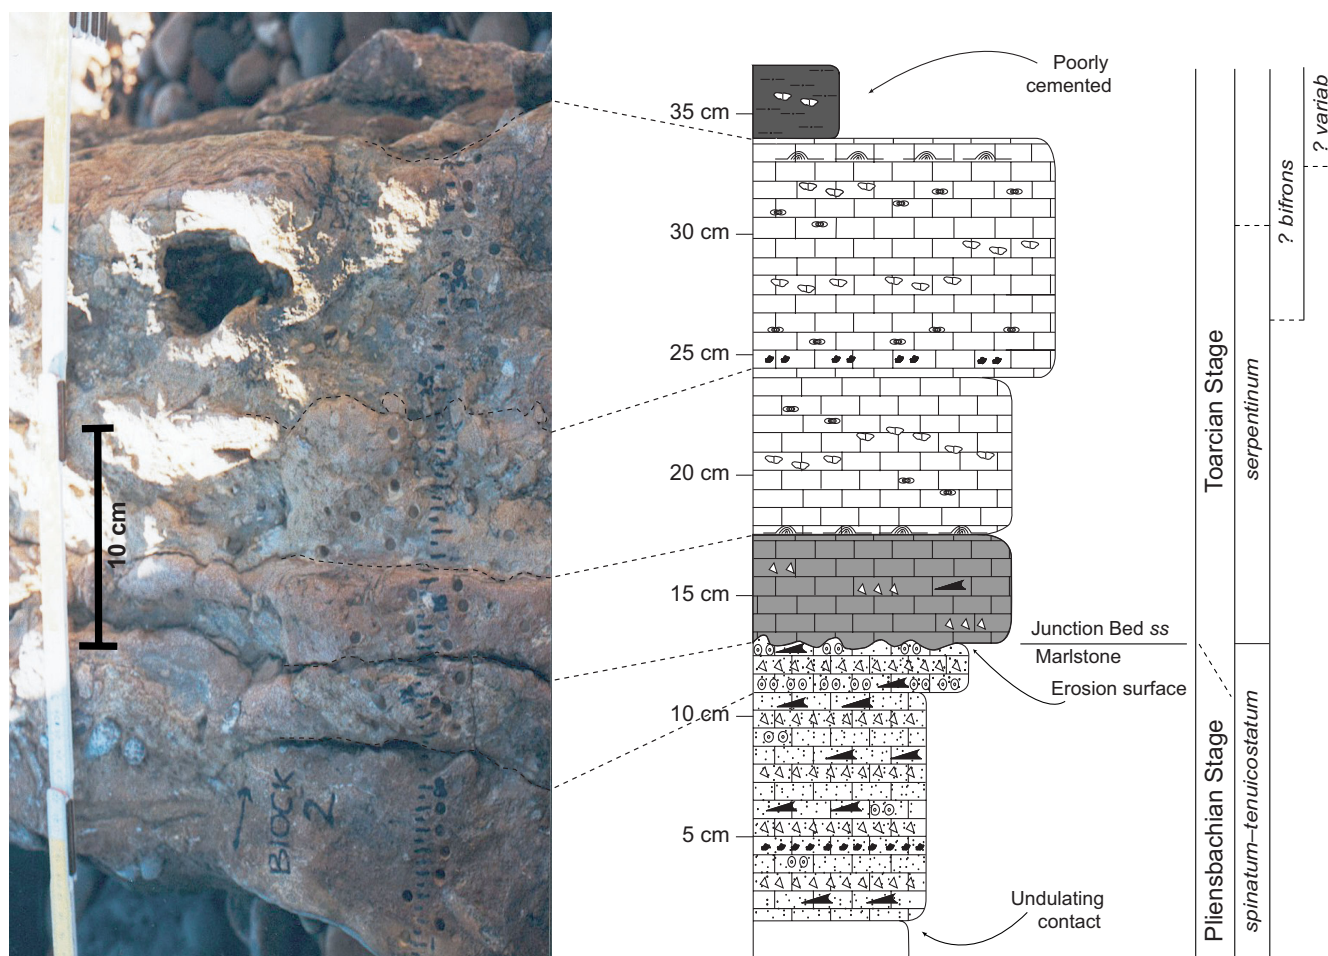 10 cm
BLOCK
2
Poorly
cemented
35 cm
30 cm
25 cm
20 cm
15 cm
10 cm
5 cm
Junction Bed ss
Marlstone
Erosion surface
Undulating
contact
Toarcian Stage
Pliensbachian Stage
serpentinum
spinatum–tenuicostatum
? bifrons
? variab